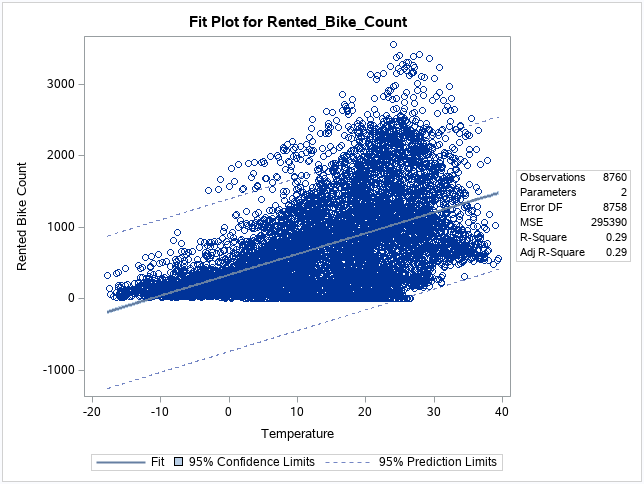 Fit Plot for Rented_Bike_Count
Rented Bike Count
3000
2000
1000
0
-1000
-20
-10
0
10
20
30
40
Temperature
Observations 8760
Parameters 2
Error DF 8758
MSE 295390
R-Square 0.29
Adj R-Square 0.29
Fit 95% Confidence Limits 95% Prediction Limits